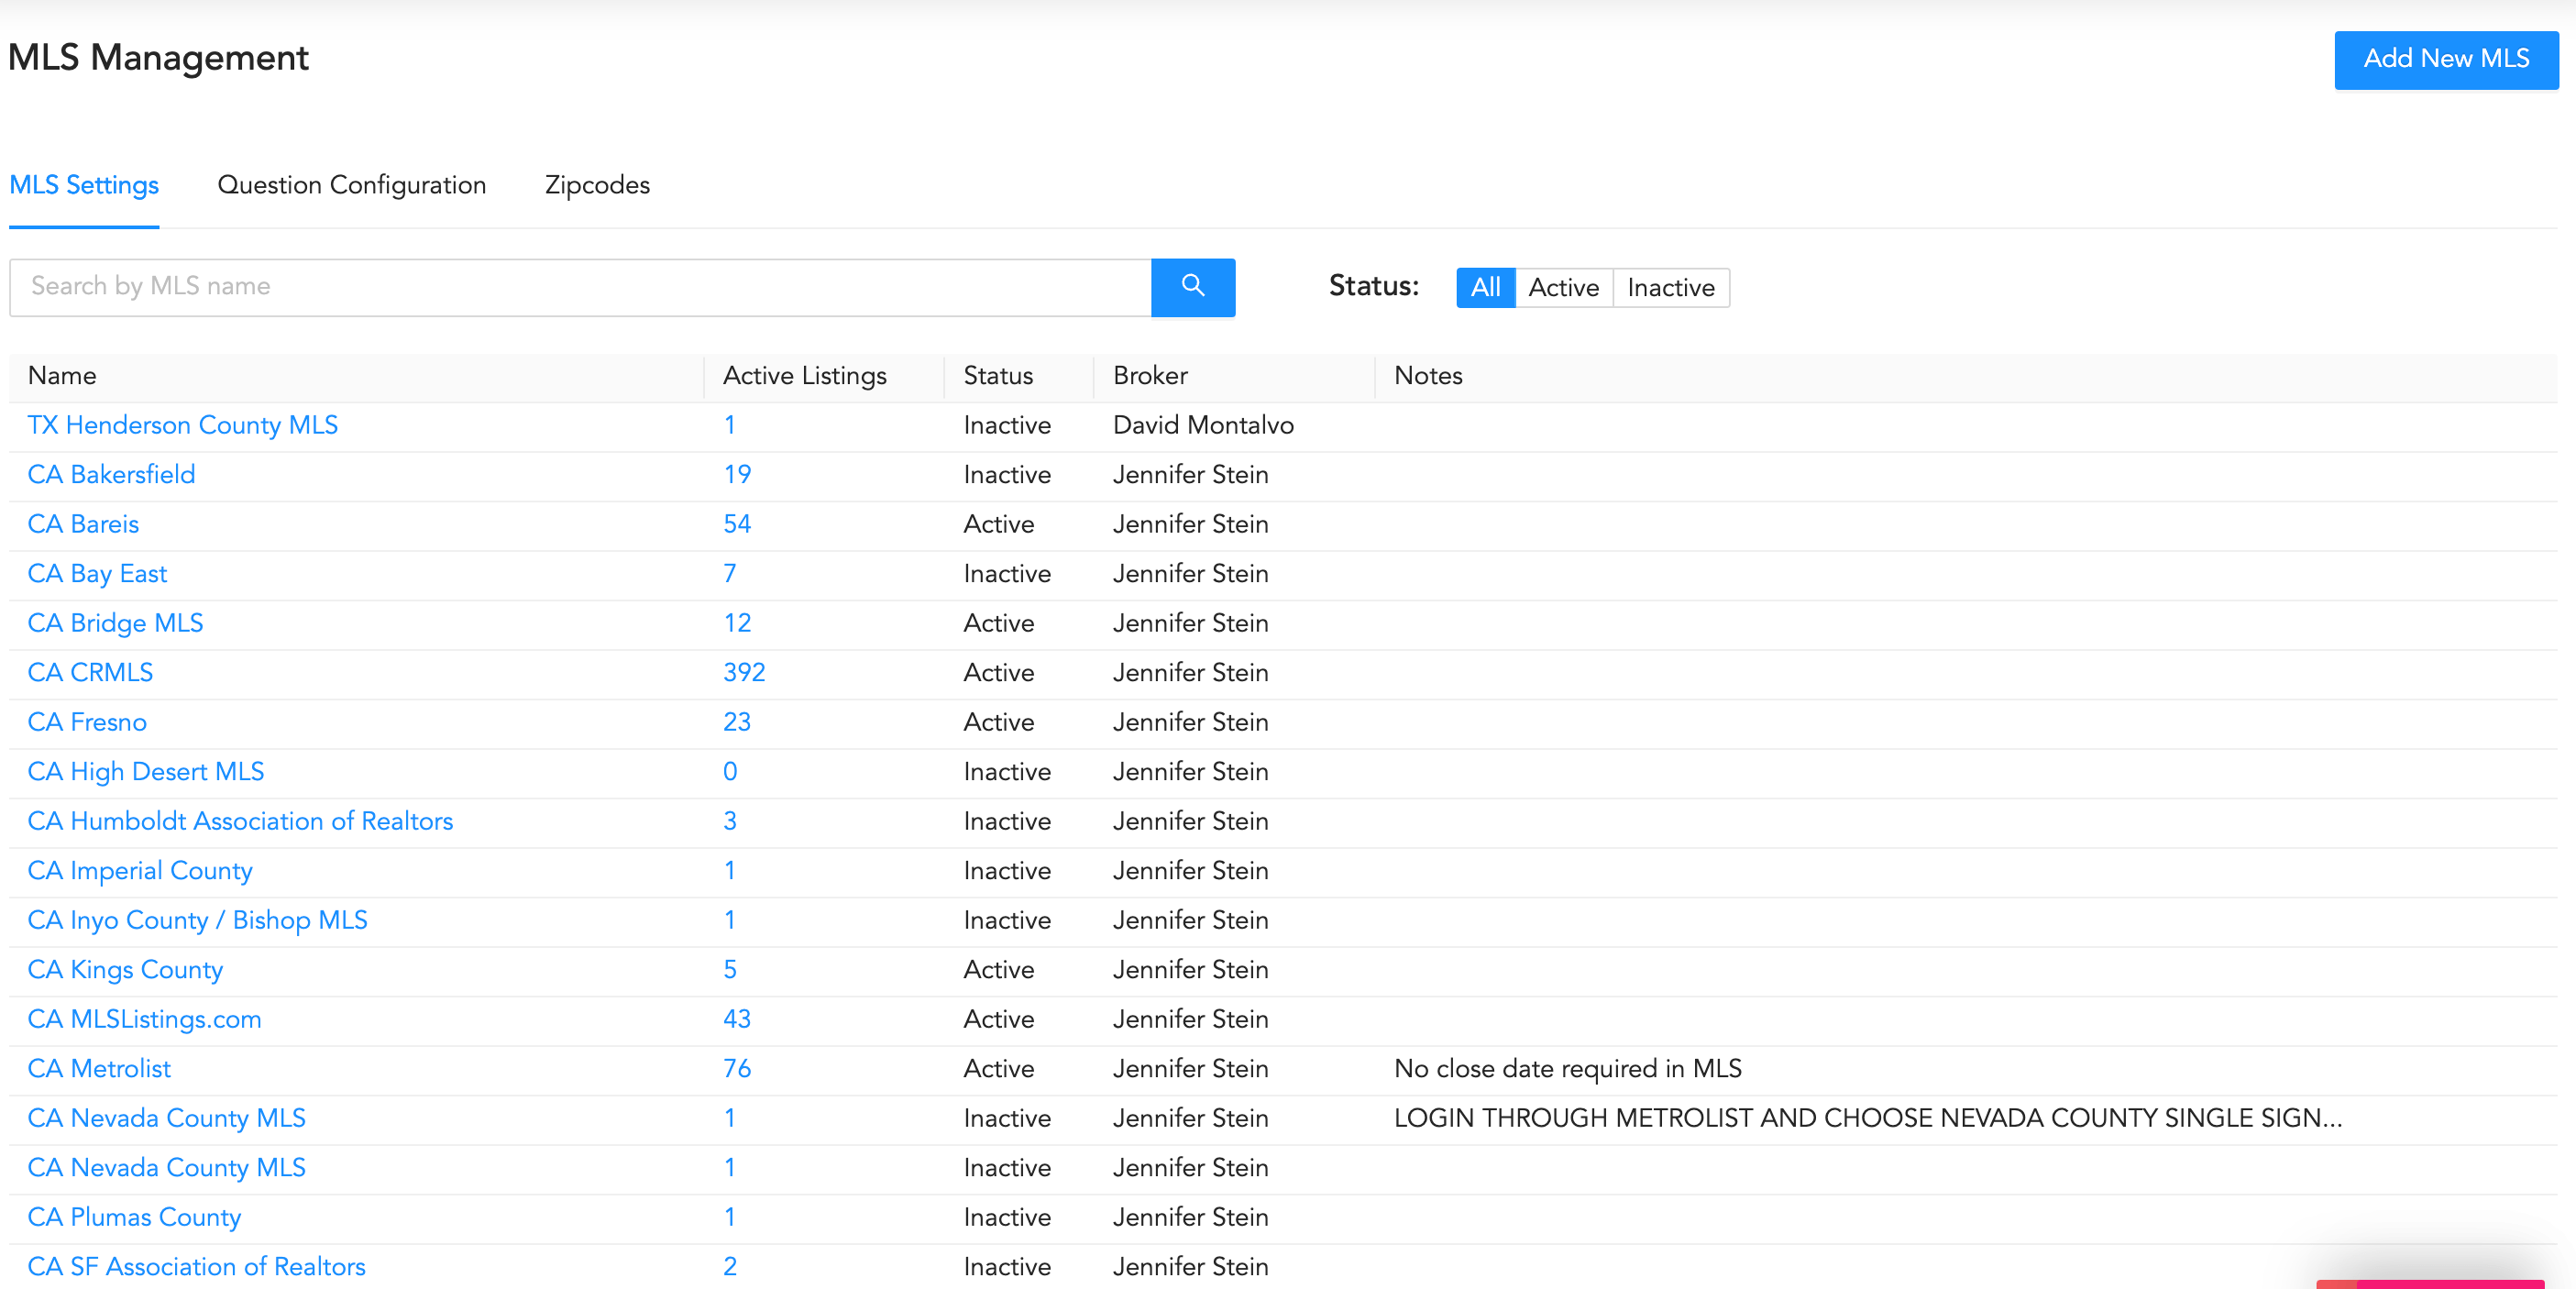 MLS Management
Add New MLS
MLS Settings Question Configuration Zipcodes
Search by MLS name
Status: All Active Inactive
Name Active Listings Status Broker Notes
TX Henderson County MLS 1 Inactive David Montalvo
CA Bakersfield 19 Inactive Jennifer Stein
CA Bareis 54 Active Jennifer Stein
CA Bay East 7 Inactive Jennifer Stein
CA Bridge MLS 12 Active Jennifer Stein
CA CRMLS 392 Active Jennifer Stein
CA Fresno 23 Active Jennifer Stein
CA High Desert MLS 0 Inactive Jennifer Stein
CA Humboldt Association of Realtors 3 Inactive Jennifer Stein
CA Imperial County 1 Inactive Jennifer Stein
CA Inyo County / Bishop MLS 1 Inactive Jennifer Stein
CA Kings County 5 Active Jennifer Stein
CA MLSListings.com 43 Active Jennifer Stein
CA Metrolist 76 Active Jennifer Stein No close date required in MLS
CA Nevada County MLS 1 Inactive Jennifer Stein LOGIN THROUGH METROLIST AND CHOOSE NEVADA COUNTY SINGLE SIGN...
CA Nevada County MLS 1 Inactive Jennifer Stein
CA Plumas County 1 Inactive Jennifer Stein
CA SF Association of Realtors 2 Inactive Jennifer Stein